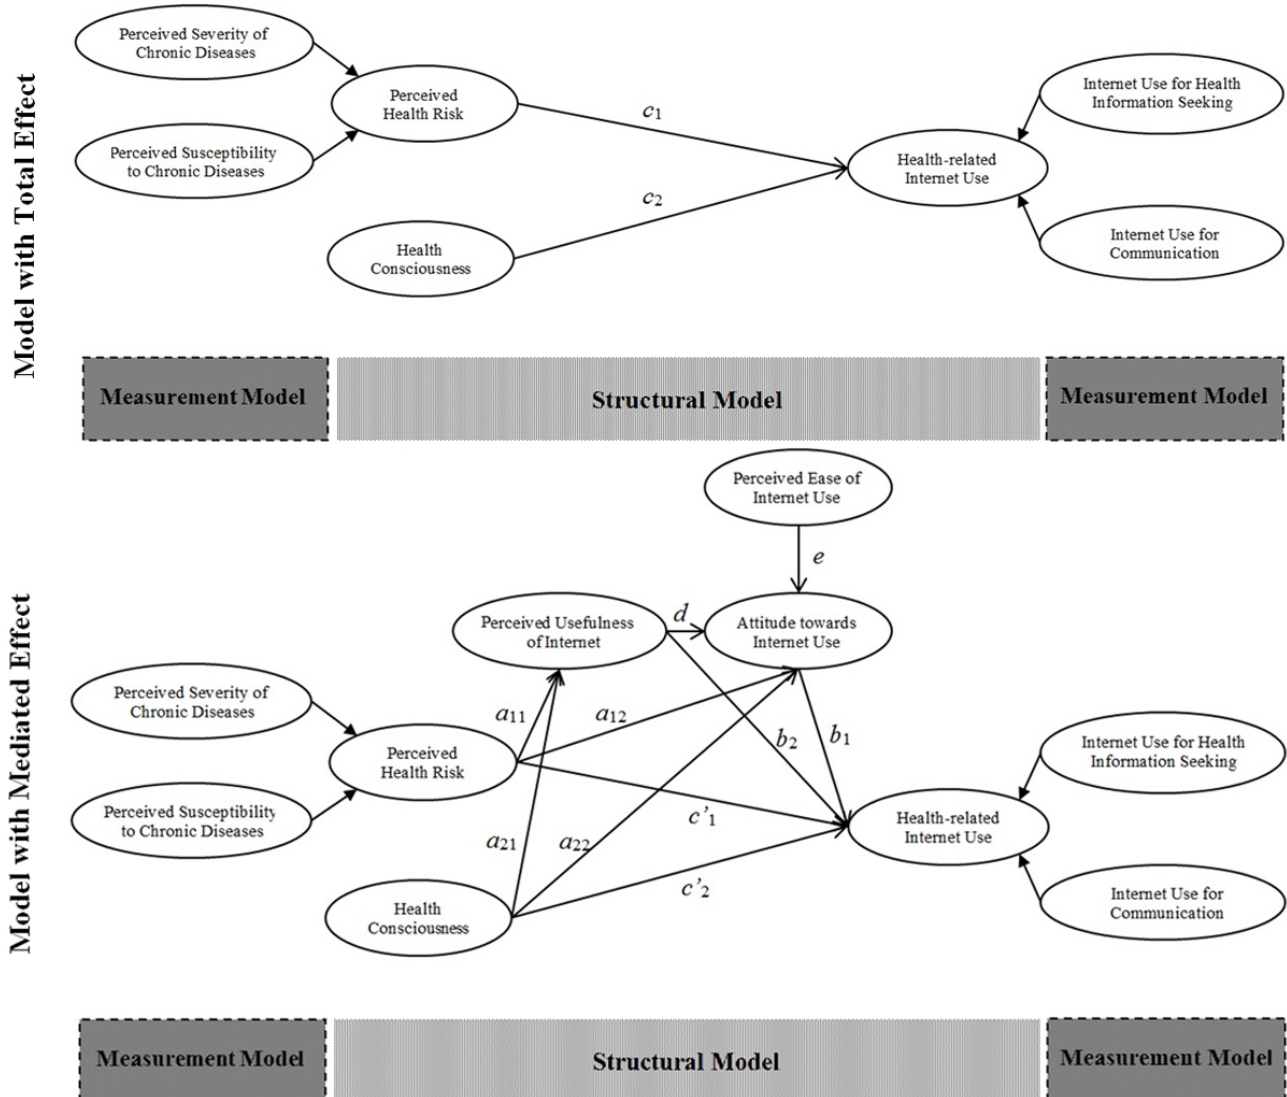 Model with Total Effect
Perceived Severity of
Chronic Diseases
Perceived
Health Risk
Perceived Susceptibility
to Chronic Diseases
Health
Consciousness
c1
c2
Health-related
Internet Use
Internet Use for Health
Information Seeking
Internet Use for
Communication
Measurement Model
Structural Model
Measurement Model
Model with Mediated Effect
Perceived Ease of
Internet Use
e
Perceived Usefulness
of Internet
d
Attitude towards
Internet Use
Perceived Severity of
Chronic Diseases
Perceived
Health Risk
Perceived Susceptibility
to Chronic Diseases
Health
Consciousness
a11
a12
b2
b1
c'1
a21
a22
c'2
Health-related
Internet Use
Internet Use for Health
Information Seeking
Internet Use for
Communication
Measurement Model
Structural Model
Measurement Model